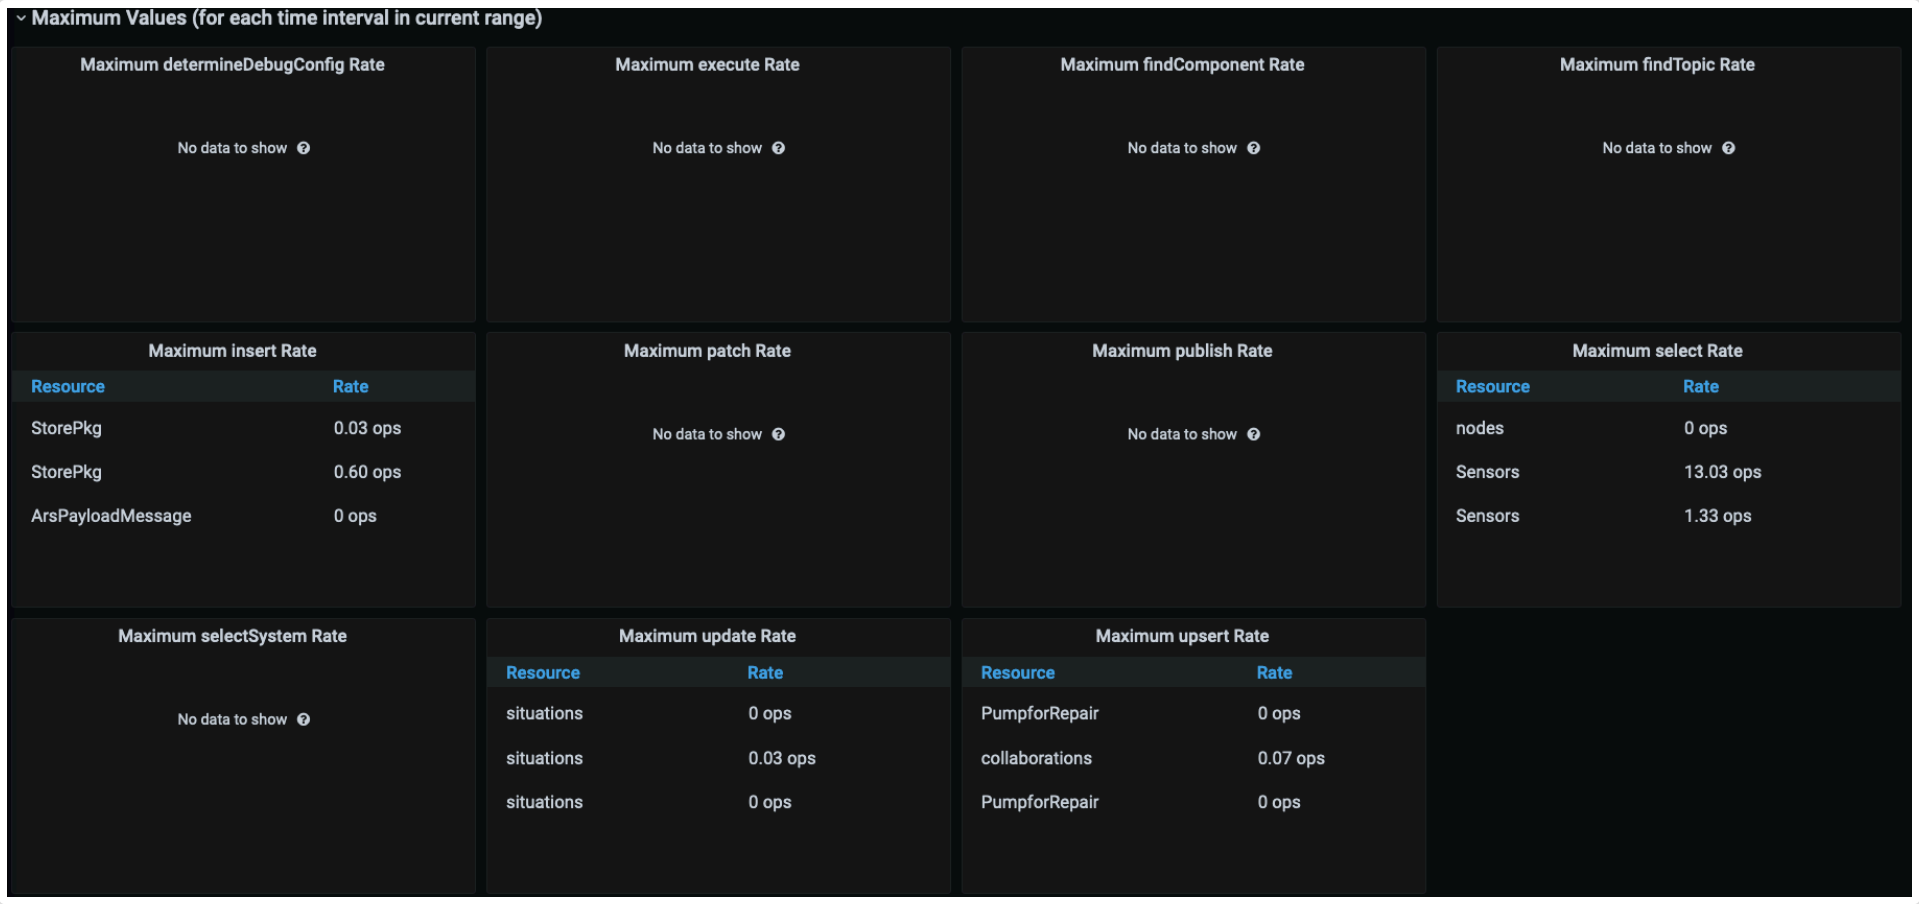 Maximum Values (for each time interval in current range)
Maximum determineDebugConfig Rate
No data to show
Maximum execute Rate
No data to show
Maximum findComponent Rate
No data to show
Maximum findTopic Rate
No data to show
Maximum insert Rate
Resource Rate
StorePkg 0.03 ops
StorePkg 0.60 ops
ArsPayloadMessage 0 ops
Maximum patch Rate
No data to show
Maximum publish Rate
No data to show
Maximum select Rate
Resource Rate
nodes 0 ops
Sensors 13.03 ops
Sensors 1.33 ops
Maximum selectSystem Rate
No data to show
Maximum update Rate
Resource Rate
situations 0 ops
situations 0.03 ops
situations 0 ops
Maximum upsert Rate
Resource Rate
PumpforRepair 0 ops
collaborations 0.07 ops
PumpforRepair 0 ops